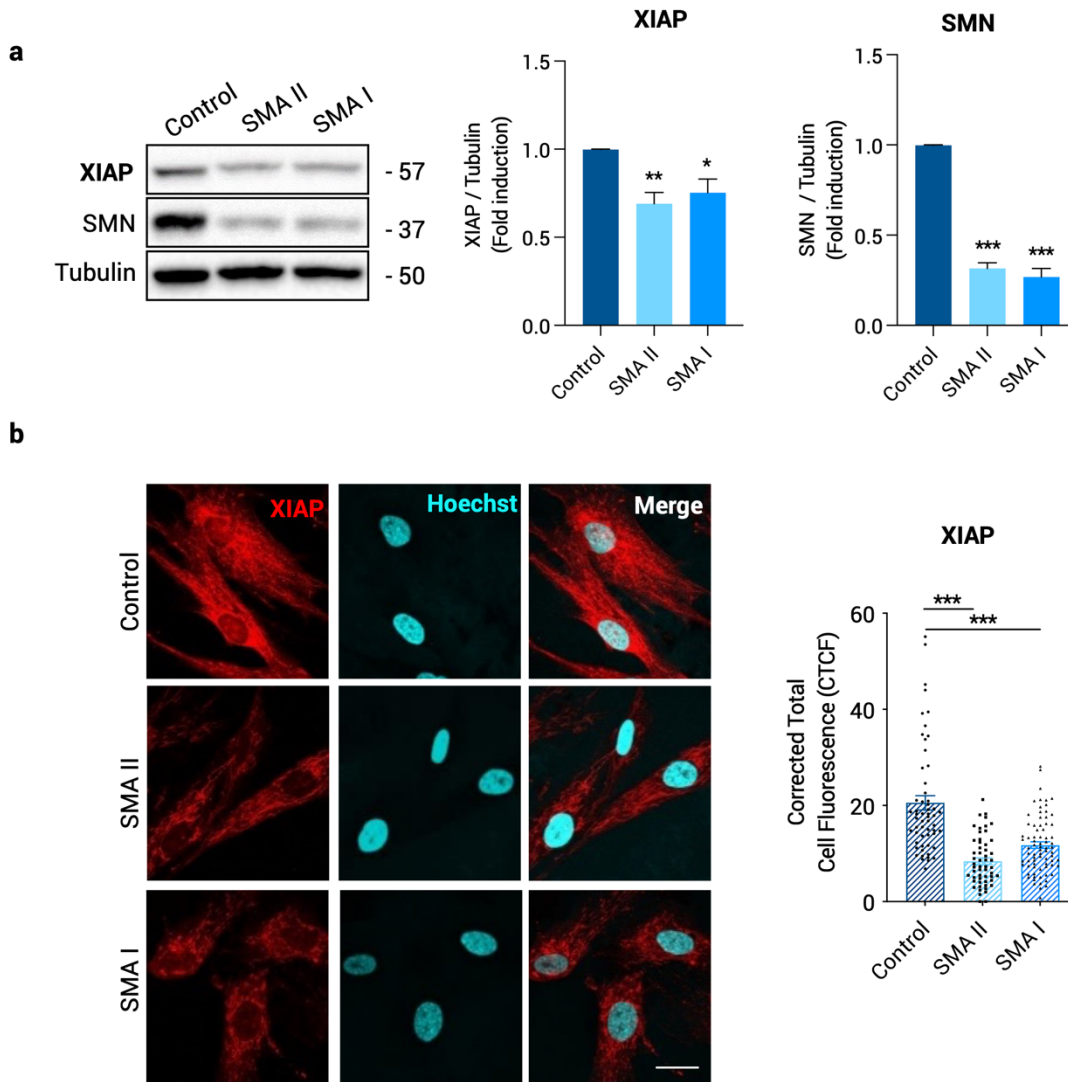 a
Control
SMA II
SMA I
XIAP
- 57
SMN
- 37
Tubulin
- 50
XIAP
XIAP / Tubulin
(Fold induction)
1.5
1.0
0.5
0.0
**
*
Control
SMA II
SMA I
SMN
SMN / Tubulin
(Fold induction)
1.5
1.0
0.5
0.0
***
***
Control
SMA II
SMA I
b
XIAP
Hoechst
Merge
Control
SMA II
SMA I
XIAP
Corrected Total
Cell Fluorescence (CTCF)
60
40
20
0
***
***
Control
SMA II
SMA I